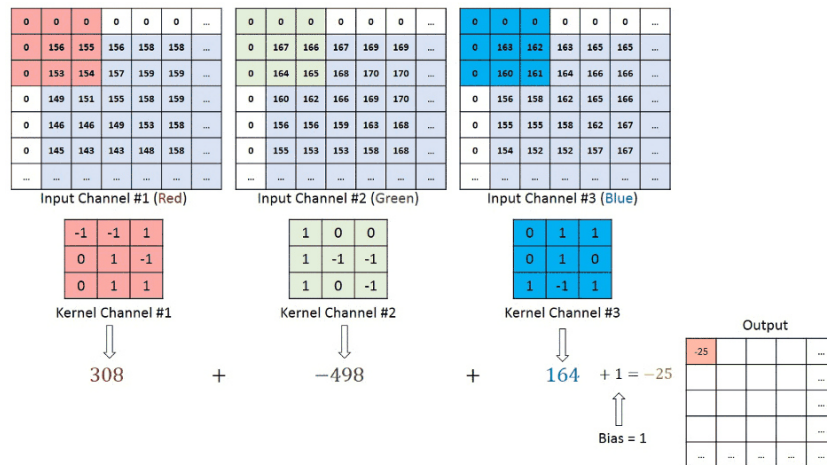 0 0 0 0 0 0 ... 0 0 0 0 0 0 ... 0 0 0 0 0 0 ...
0 156 155 156 158 158 ... 0 167 166 167 169 169 ... 0 163 162 163 165 165 ...
0 153 154 157 159 159 ... 0 164 165 168 170 170 ... 0 160 161 164 166 166 ...
0 149 151 155 158 159 ... 0 160 162 166 169 170 ... 0 156 158 162 165 166 ...
0 146 146 149 153 158 ... 0 156 156 159 163 168 ... 0 155 155 158 162 167 ...
0 145 143 143 148 158 ... 0 155 153 153 158 168 ... 0 154 152 152 157 167 ...
... ... ... ... ... ... ... ... ... ... ... ... ... ... ... ... ... ... ... ... ...
Input Channel #1 (Red) Input Channel #2 (Green) Input Channel #3 (Blue)
-1 -1 1 1 0 0 0 1 1
0 1 -1 1 -1 -1 0 1 0
0 1 1 1 0 -1 1 -1 1
Kernel Channel #1 Kernel Channel #2 Kernel Channel #3
Output
-25 ...
308 + −498 + 164 + 1 = −25
...
...
Bias = 1
...
... ... ... ... ...